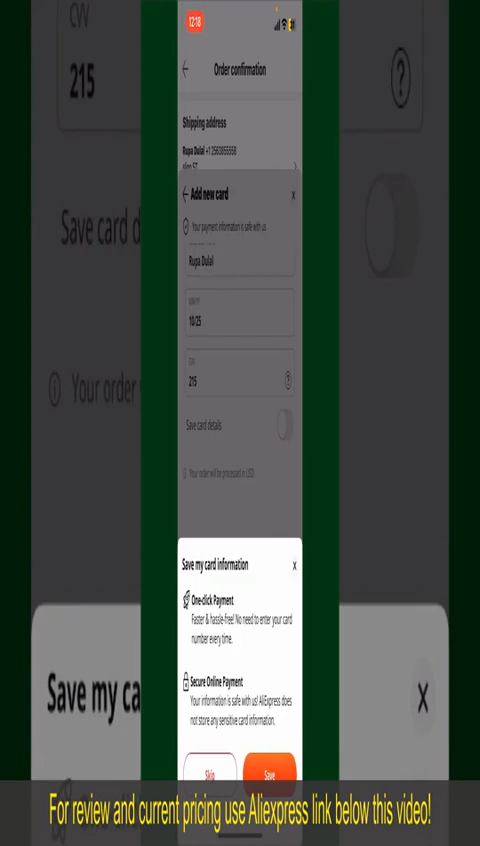 CVV
215
?
Save card d
Your order
Save my ca
X
12:18
Order confirmation
Shipping address
Rupa Dulal
Add new card
X
Your payment information is safe with us
Rupa Dulal
MM/YY
10/25
CVV
215
?
Save card details
Your order will be processed in USD
Save my card information
X
One-click Payment
Faster & hassle-free! No need to enter your card
number every time.
Secure Online Payment
Your information is safe with us! AliExpress does
not store any sensitive card information.
Skip
Save
For review and current pricing use Aliexpress link below this video!